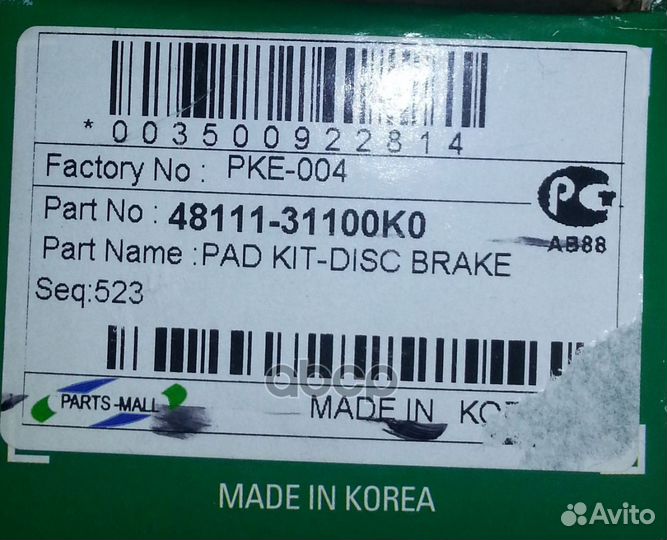 *003500922814
Factory No : PKE-004
Part No : 48111-31100K0
AB88
Part Name :PAD KIT-DISC BRAKE
Seq:523
abcp
PARTS-MALL
MADE IN
MADE IN KOREA
Avito